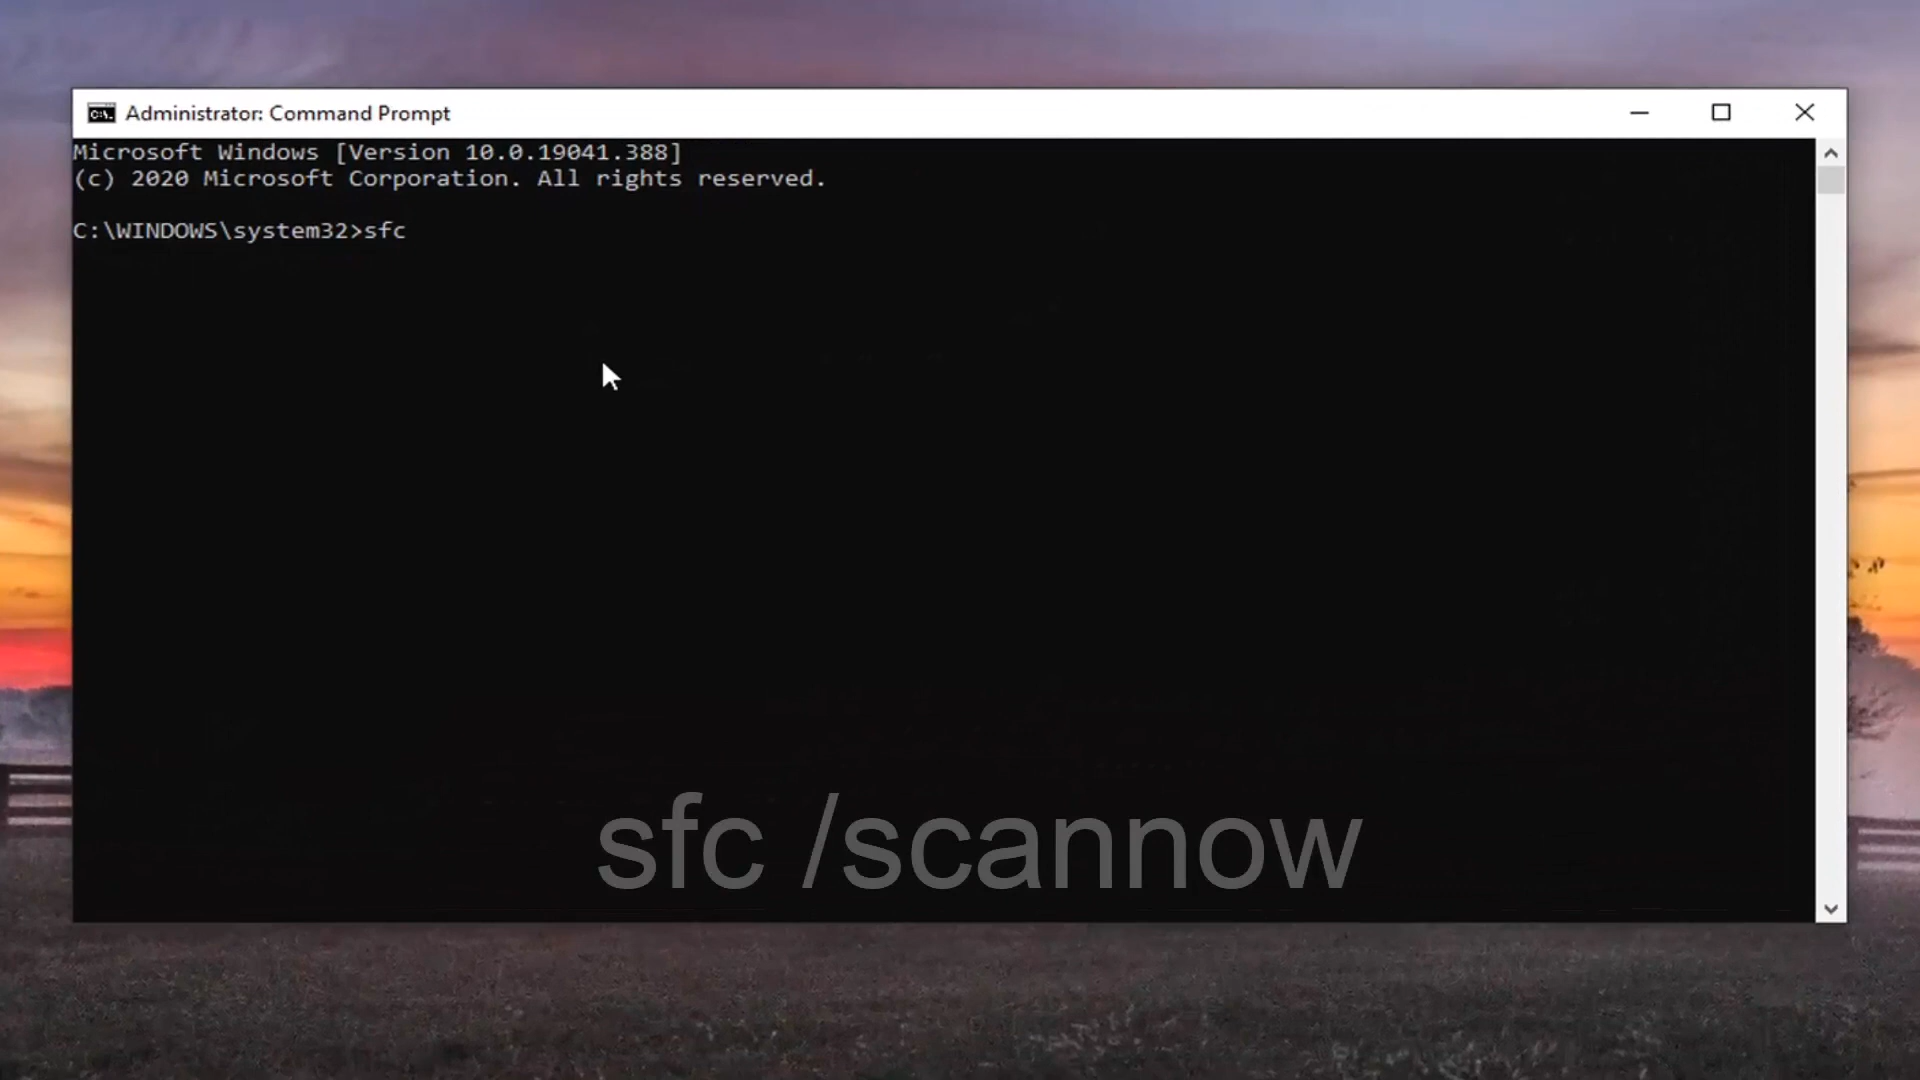 Administrator: Command Prompt
Microsoft Windows [Version 10.0.19041.388]
(c) 2020 Microsoft Corporation. All rights reserved.
C:\WINDOWS\system32>sfc
sfc /scannow